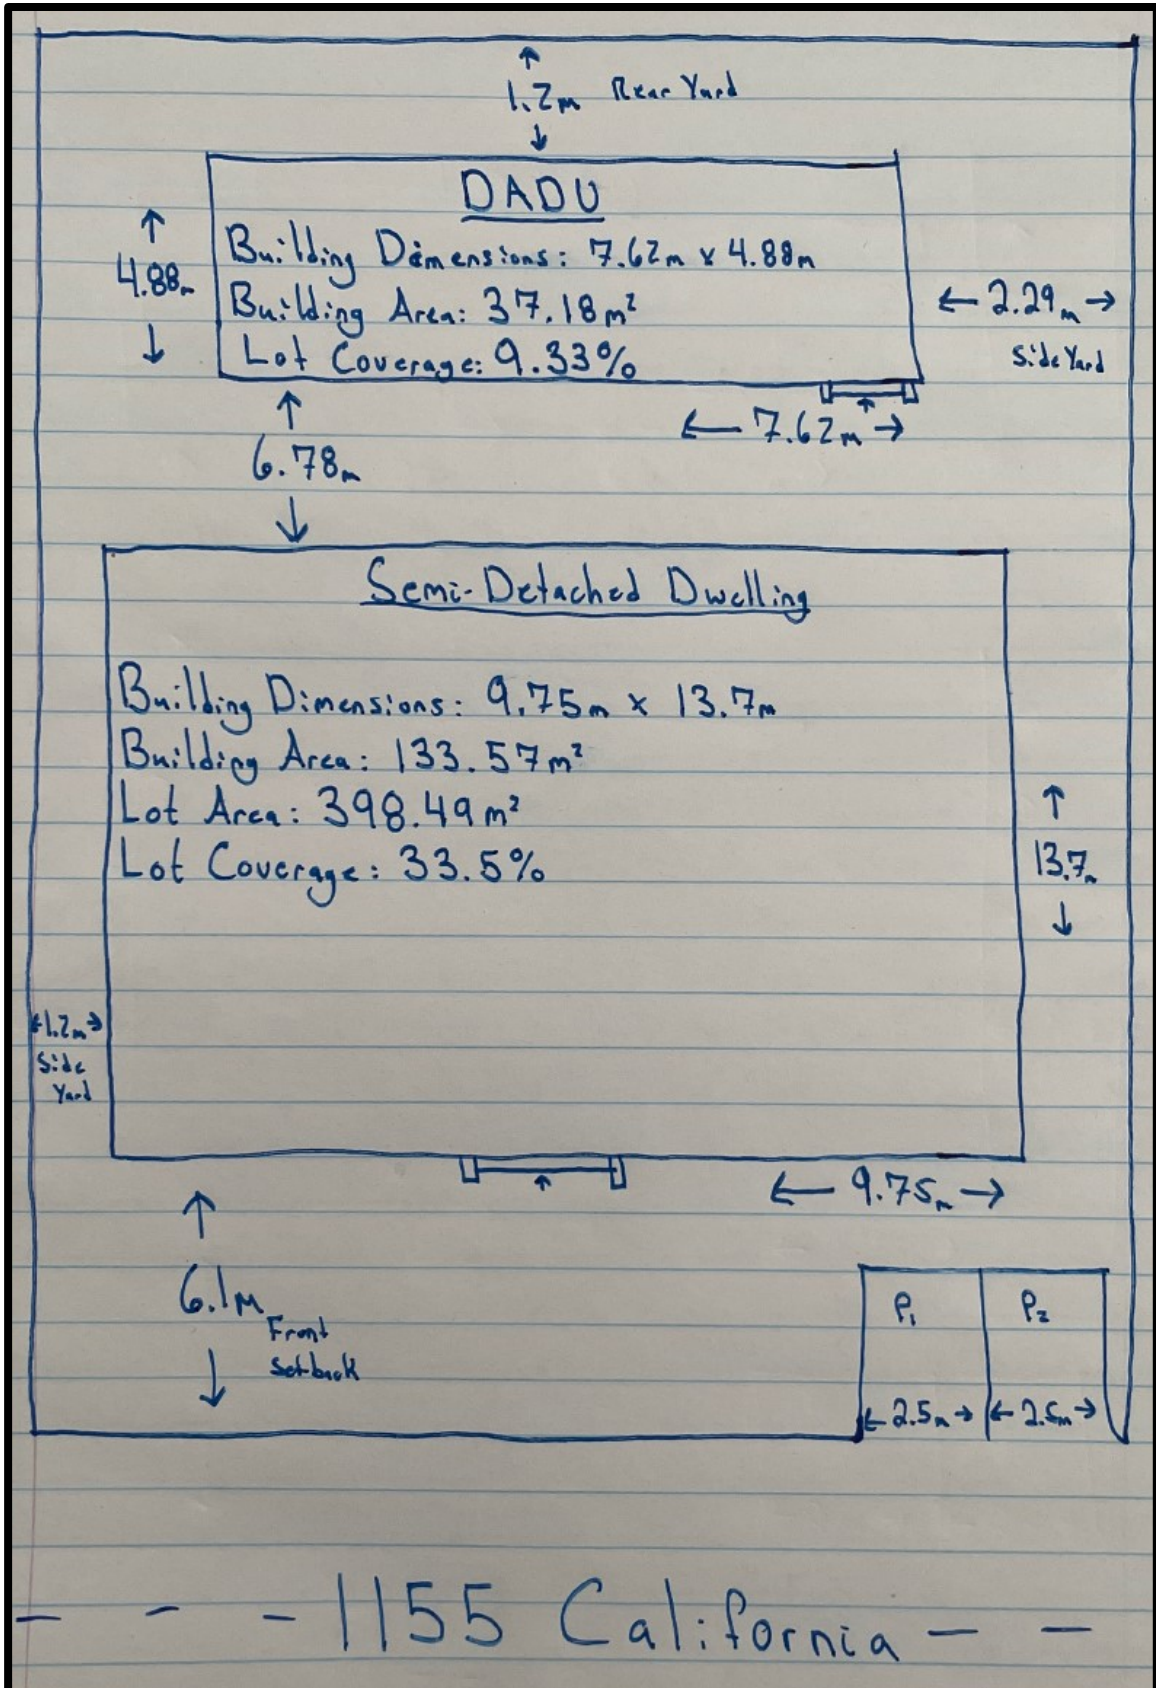 1.2m Rear Yard
DADU
Building Dimensions: 7.62m x 4.88m
4.88m
Building Area: 37.18m²
2.29m
Lot Coverage: 9.33%
Side Yard
7.62m
6.78m
Semi-Detached Dwelling
Building Dimensions: 9.75m x 13.7m
Building Area: 133.57m²
Lot Area: 398.49m²
Lot Coverage: 33.5%
13.7m
1.2m
Side
Yard
9.75m
6.1m
Front
Setback
P1
P2
2.5m
2.5m
1155 California